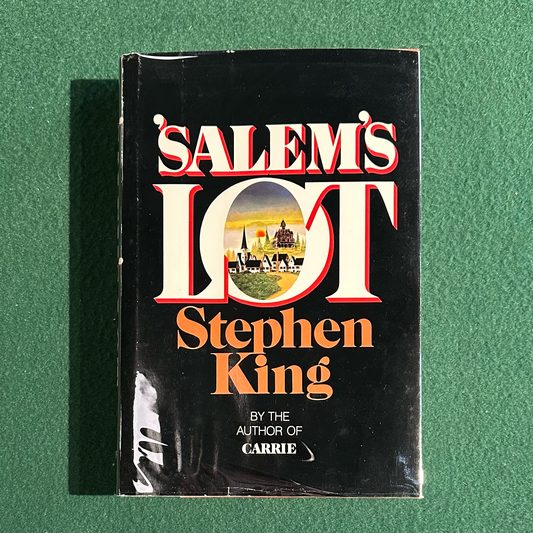 'SALEM'S
LOT
Stephen
King
BY THE
AUTHOR OF
CARRIE